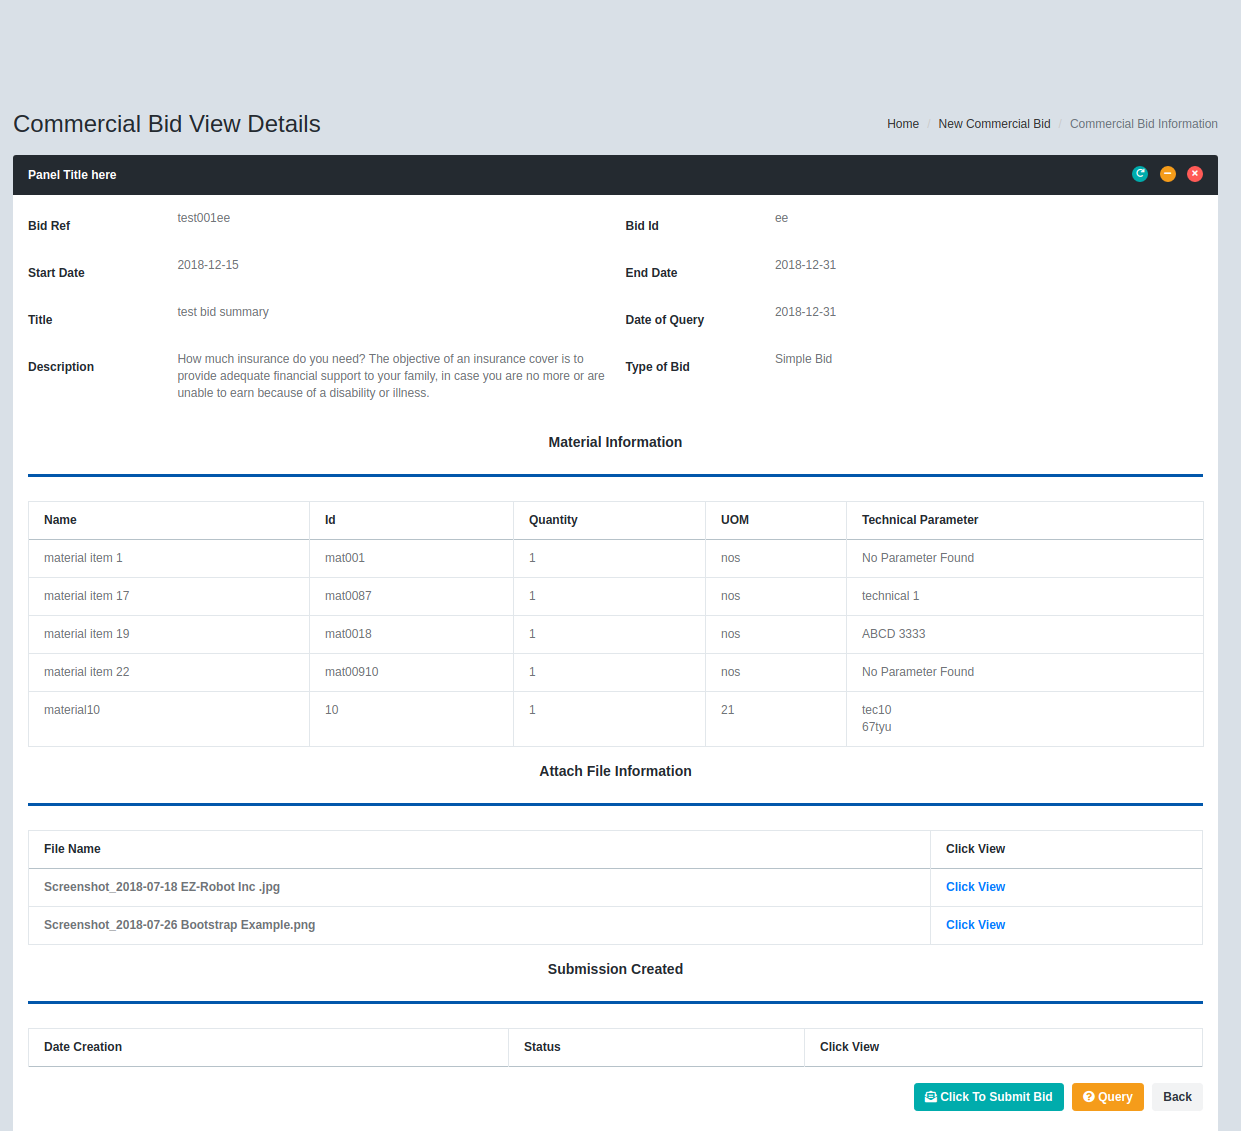 Commercial Bid View Details
Home / New Commercial Bid / Commercial Bid Information
Panel Title here
Bid Ref test001ee Bid Id ee
Start Date 2018-12-15 End Date 2018-12-31
Title test bid summary Date of Query 2018-12-31
Description How much insurance do you need? The objective of an insurance cover is to Type of Bid Simple Bid
provide adequate financial support to your family, in case you are no more or are
unable to earn because of a disability or illness.
Material Information
Name Id Quantity UOM Technical Parameter
material item 1 mat001 1 nos No Parameter Found
material item 17 mat0087 1 nos technical 1
material item 19 mat0018 1 nos ABCD 3333
material item 22 mat00910 1 nos No Parameter Found
material10 10 1 21 tec10
67tyu
Attach File Information
File Name Click View
Screenshot_2018-07-18 EZ-Robot Inc .jpg Click View
Screenshot_2018-07-26 Bootstrap Example.png Click View
Submission Created
Date Creation Status Click View
Click To Submit Bid Query Back